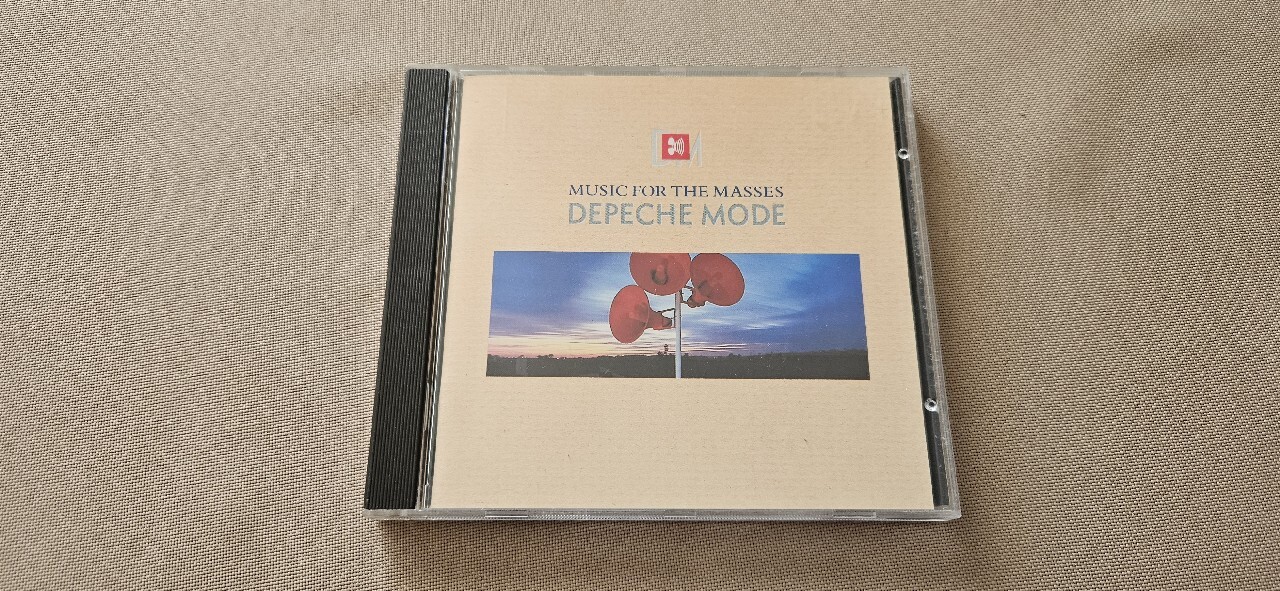 MUSIC FOR THE MASSES
DEPECHE MODE